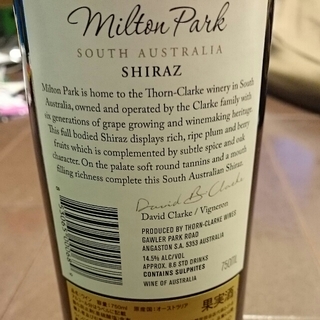 Milton Park
SOUTH AUSTRALIA
SHIRAZ
Milton Park is home to the Thorn-Clarke winery in South
Australia, owned and operated by the Clarke family with
six generations of grape growing and winemaking heritage
This full bodied Shiraz displays rich, ripe plum and berry
fruits which is complemented by subtle spice and oak
character. On the palate soft round tannins and a mouth
filling richness complete this South Australian Shiraz.
David B. Clarke
David Clarke / Vigneron
PRODUCED BY THORN-CLARKE WINES
GAWLER PARK ROAD
ANGASTON S.A. 5353 AUSTRALIA
14.5% ALC/VOL
APPROX. 8.6 STD DRINKS
CONTAINS SULPHITES
WINE OF AUSTRALIA
750ML
果実酒